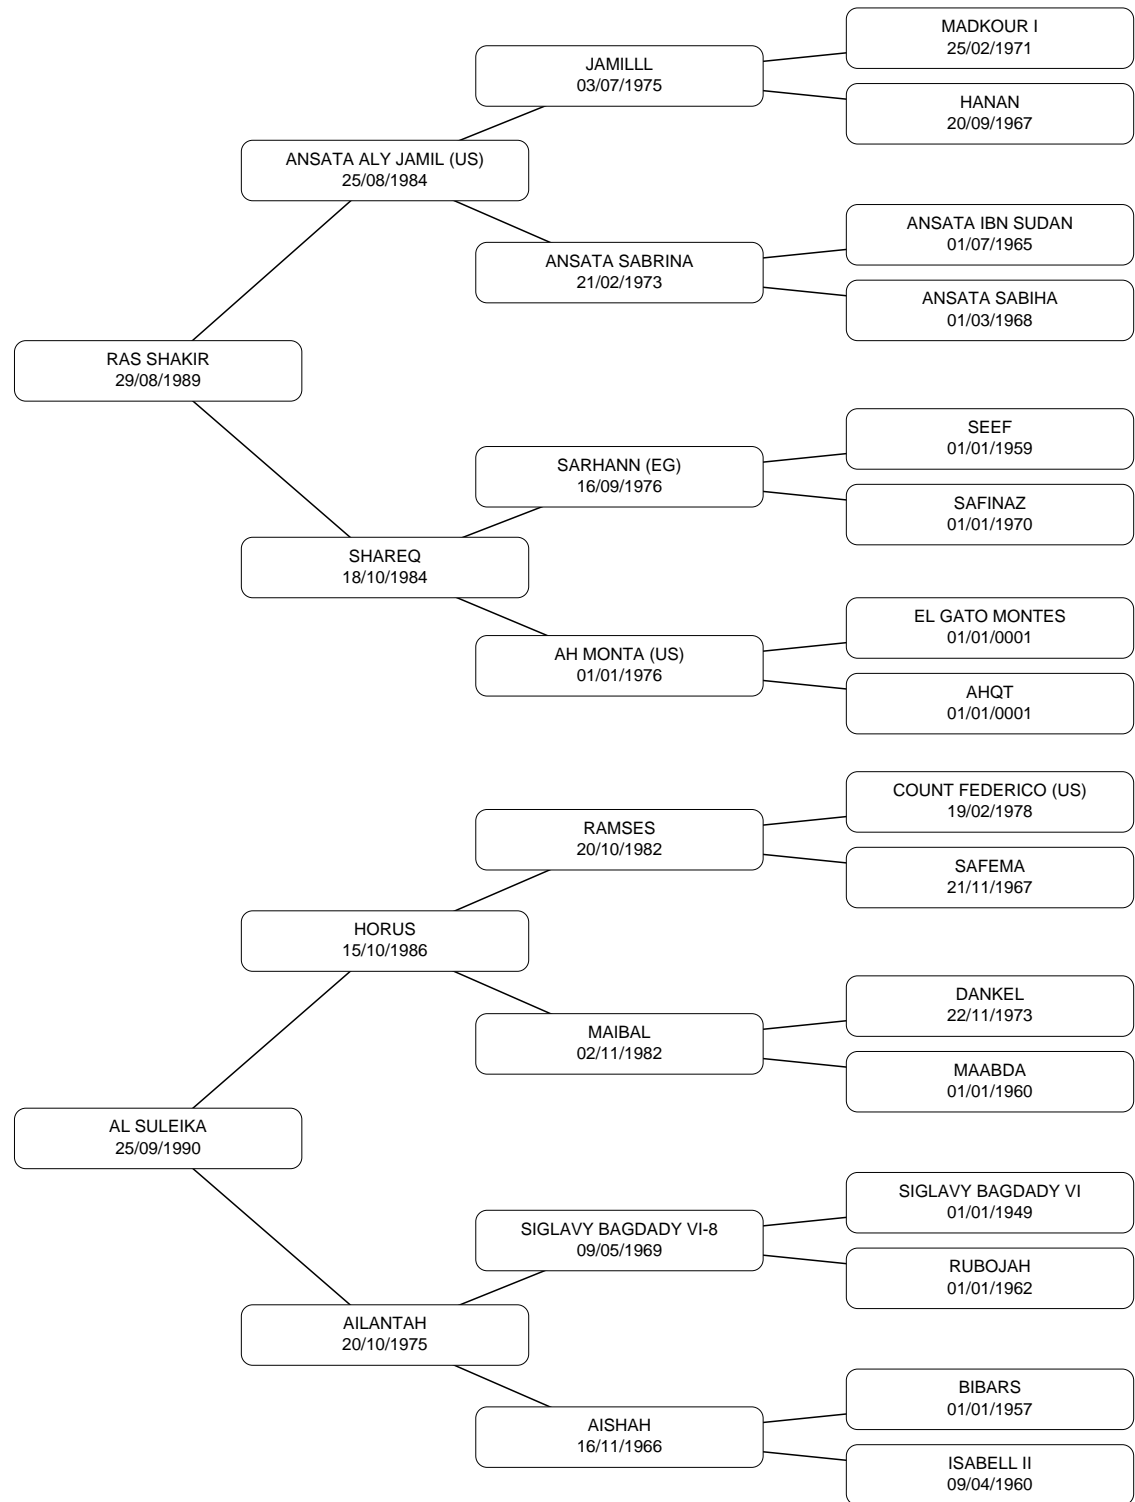 MADKOUR I
25/02/1971
JAMILLL
03/07/1975
HANAN
20/09/1967
ANSATA ALY JAMIL (US)
25/08/1984
ANSATA IBN SUDAN
01/07/1965
ANSATA SABRINA
21/02/1973
ANSATA SABIHA
01/03/1968
RAS SHAKIR
29/08/1989
SEEF
01/01/1959
SARHANN (EG)
16/09/1976
SAFINAZ
01/01/1970
SHAREQ
18/10/1984
EL GATO MONTES
01/01/0001
AH MONTA (US)
01/01/1976
AHQT
01/01/0001
COUNT FEDERICO (US)
19/02/1978
RAMSES
20/10/1982
SAFEMA
21/11/1967
HORUS
15/10/1986
DANKEL
22/11/1973
MAIBAL
02/11/1982
MAABDA
01/01/1960
AL SULEIKA
25/09/1990
SIGLAVY BAGDADY VI
01/01/1949
SIGLAVY BAGDADY VI-8
09/05/1969
RUBOJAH
01/01/1962
AILANTAH
20/10/1975
BIBARS
01/01/1957
AISHAH
16/11/1966
ISABELL II
09/04/1960